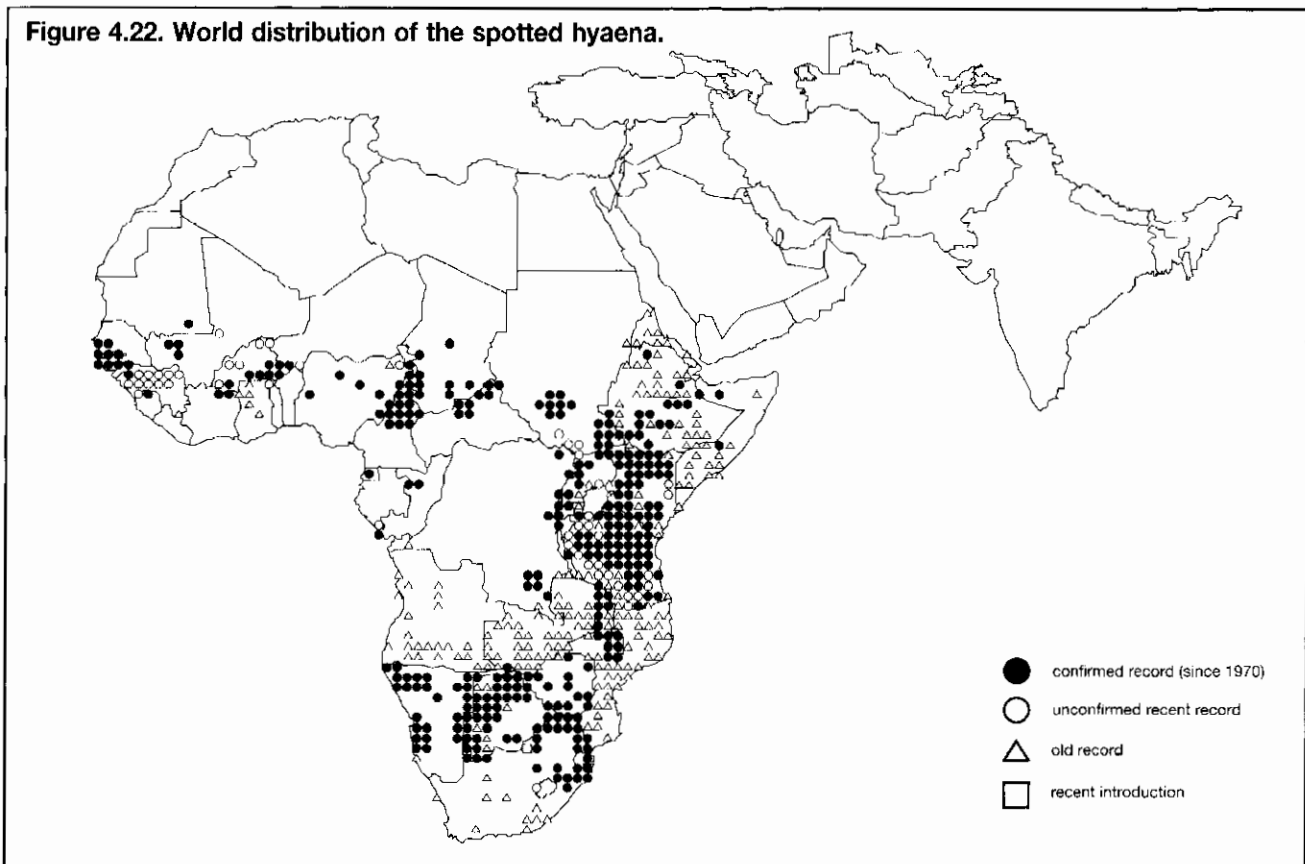 Figure 4.22. World distribution of the spotted hyaena.
confirmed record (since 1970)
unconfirmed recent record
old record
recent introduction